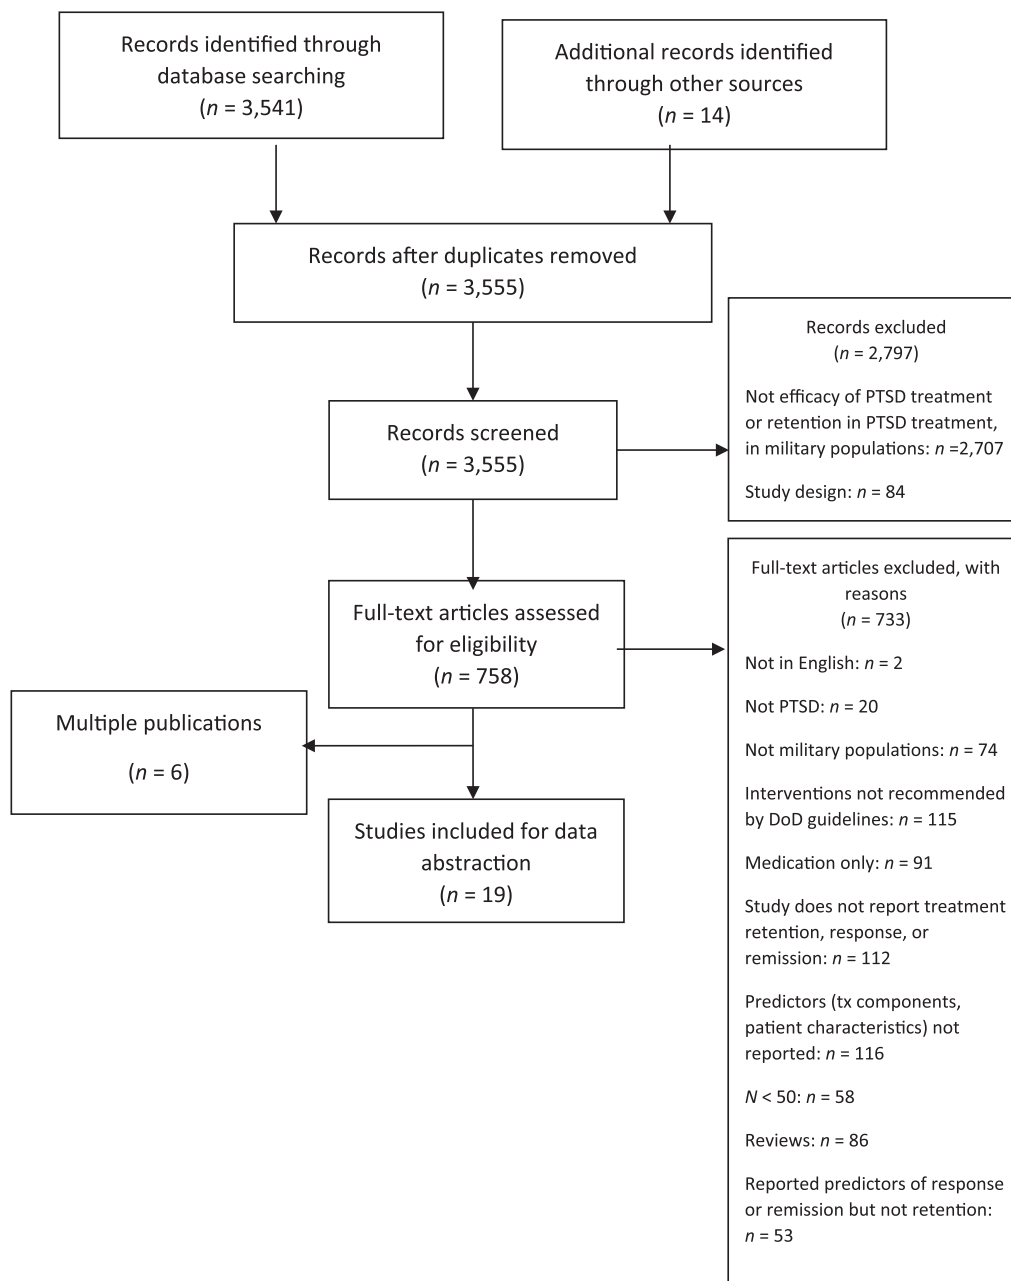 Records identified through
database searching
(n = 3,541)
Additional records identified
through other sources
(n = 14)
Records after duplicates removed
(n = 3,555)
Records screened
(n = 3,555)
Records excluded
(n = 2,797)
Not efficacy of PTSD treatment
or retention in PTSD treatment,
in military populations: n =2,707
Study design: n = 84
Full-text articles assessed
for eligibility
(n = 758)
Full-text articles excluded, with
reasons
(n = 733)
Not in English: n = 2
Not PTSD: n = 20
Not military populations: n = 74
Interventions not recommended
by DoD guidelines: n = 115
Medication only: n = 91
Study does not report treatment
retention, response, or
remission: n = 112
Predictors (tx components,
patient characteristics) not
reported: n = 116
N < 50: n = 58
Reviews: n = 86
Reported predictors of response
or remission but not retention:
n = 53
Multiple publications
(n = 6)
Studies included for data
abstraction
(n = 19)